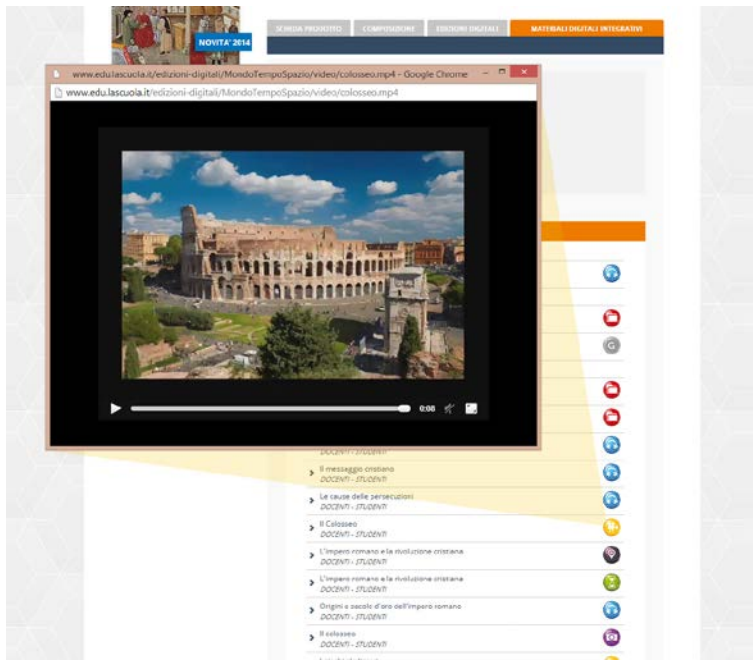 SCHEDA PRODOTTO COMPOSIZIONE EDIZIONI DIGITALI MATERIALI DIGITALI INTEGRATIVI
NOVITA' 2014
www.edu.lascuola.it/edizioni-digitali/MondoTempoSpazio/video/colosseo.mp4 - Google Chrome
www.edu.lascuola.it/edizioni-digitali/MondoTempoSpazio/video/colosseo.mp4
0:08
G
DOCENTI - STUDENTI
Il messaggio cristiano
DOCENTI - STUDENTI
Le cause delle persecuzioni
DOCENTI - STUDENTI
Il Colosseo
DOCENTI - STUDENTI
L'impero romano e la rivoluzione cristiana
DOCENTI - STUDENTI
L'impero romano e la rivoluzione cristiana
DOCENTI - STUDENTI
Origini e secolo d'oro dell'impero romano
DOCENTI - STUDENTI
Il colosseo
DOCENTI - STUDENTI